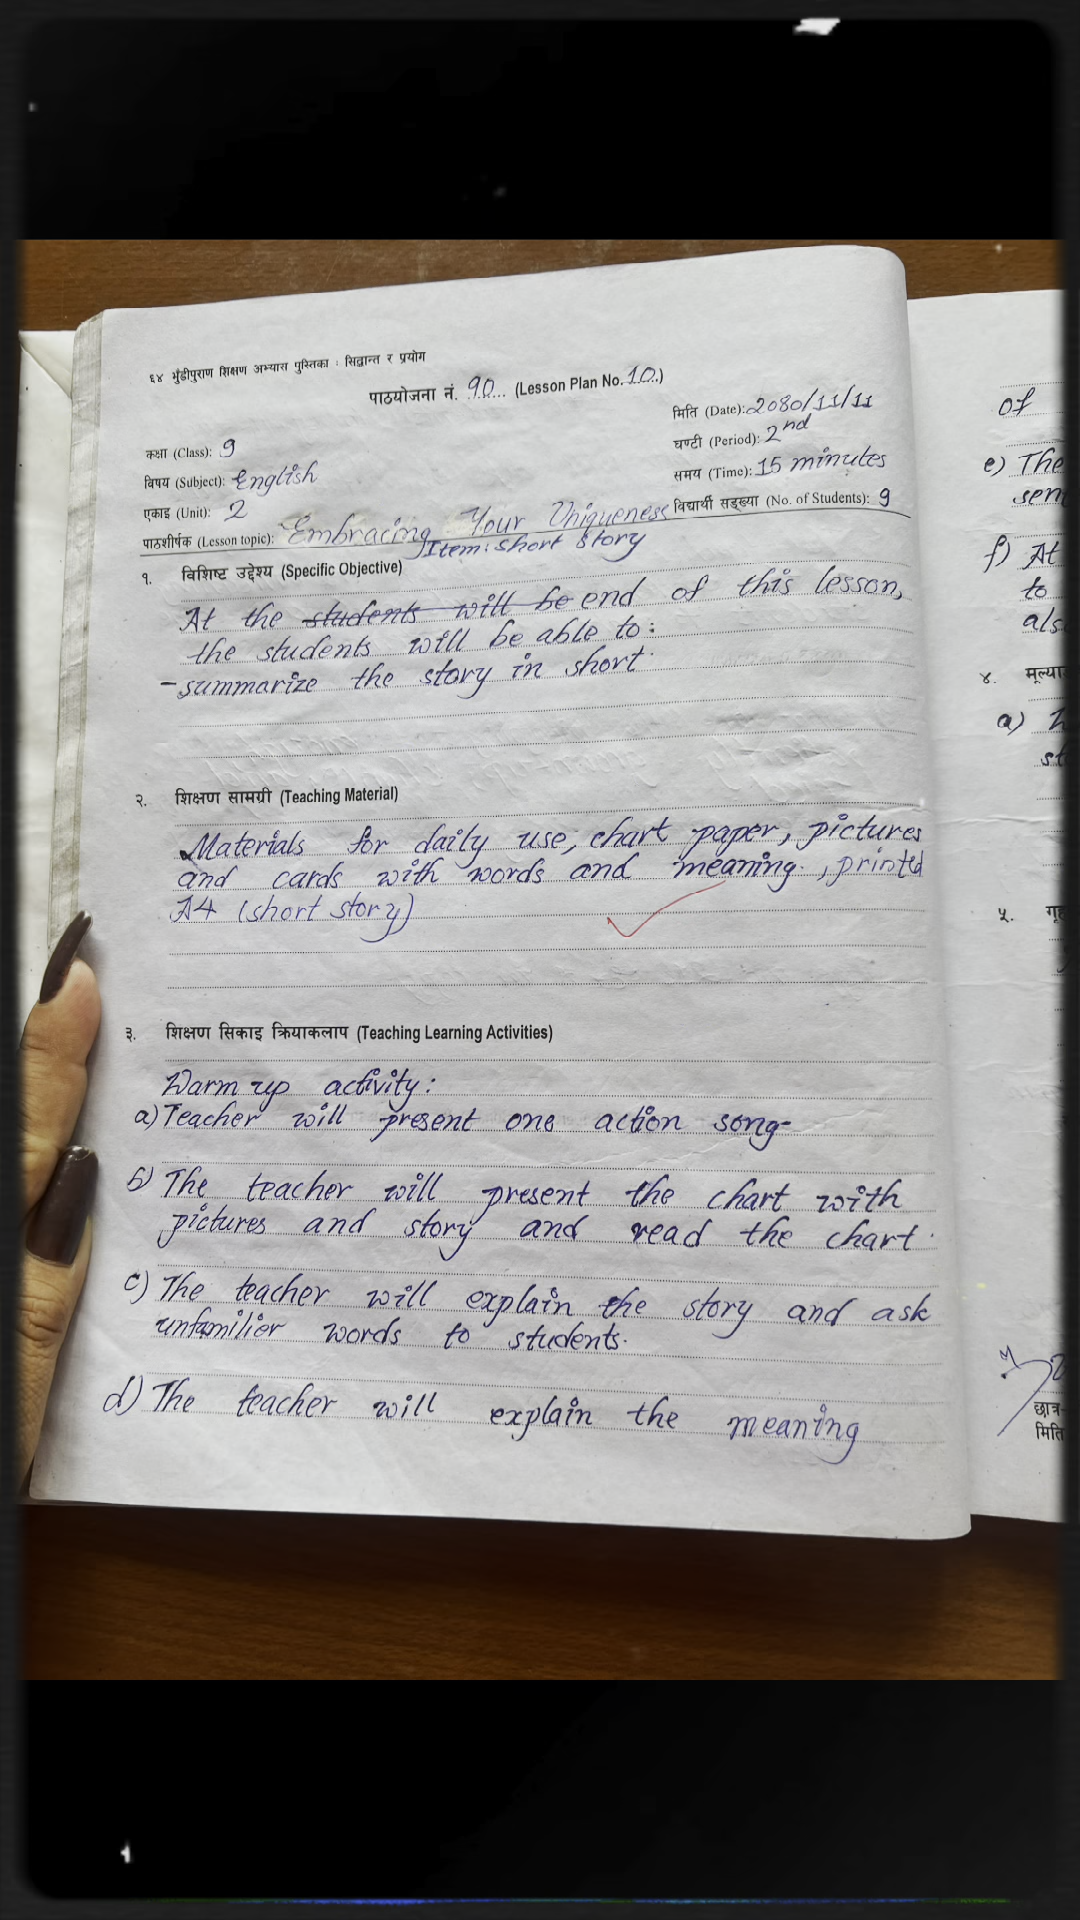 ६४ भुँडीपुराण शिक्षण अभ्यास पुस्तिका : सिद्धान्त र प्रयोग
पाठयोजना नं. १०... (Lesson Plan No. 10.)
मिति (Date): 2080/11/11
कक्षा (Class): 9
घण्टी (Period): 2nd
विषय (Subject): English
समय (Time): 15 minutes
एकाइ (Unit): 2
विद्यार्थी सङ्ख्या (No. of Students): 9
पाठशीर्षक (Lesson topic): Embracing Your Uniqueness
Item: short story
१. विशिष्ट उद्देश्य (Specific Objective)
At the students will be end of this lesson,
the students will be able to:
- summarize the story in short.
२. शिक्षण सामग्री (Teaching Material)
Materials for daily use, chart paper, pictures
and cards with words and meaning, printed
A4 (short story)
३. शिक्षण सिकाइ क्रियाकलाप (Teaching Learning Activities)
Warm up activity:
a) Teacher will present one action song
b) The teacher will present the chart with
pictures and story and read the chart.
c) The teacher will explain the story and ask
unfamilier words to students.
d) The teacher will explain the meaning
of
e) The
f) At
to
४.
a)
५.
छात्र
मिति